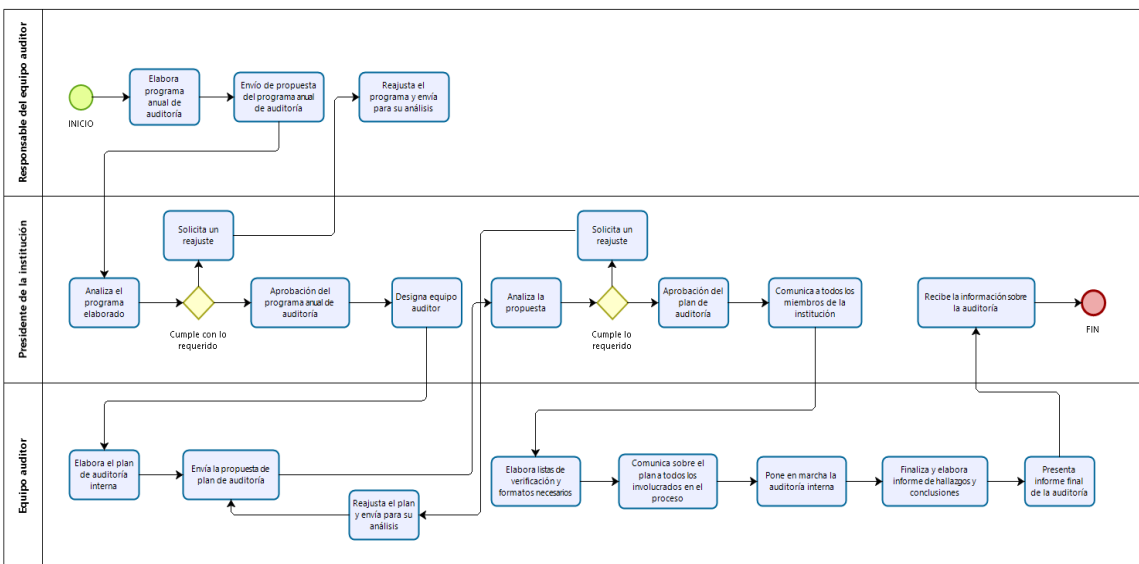 Responsable del equipo auditor
INICIO
Elabora
programa
anual de
auditoría
Envío de propuesta
del programa anual
de auditoría
Reajusta el
programa y envía
para su análisis
Presidente de la institución
Solicita un
reajuste
Analiza el
programa
elaborado
Cumple con lo
requerido
Aprobación del
programa anual de
auditoría
Designa equipo
auditor
Analiza la
propuesta
Solicita un
reajuste
Cumple lo
requerido
Aprobación del
plan de
auditoría
Comunica a todos los
miembros de la
institución
Recibe la información sobre
la auditoría
FIN
Equipo auditor
Elabora el plan
de auditoría
interna
Envía la propuesta de
plan de auditoría
Reajusta el plan
y envía para su
análisis
Elabora listas de
verificación y
formatos necesarios
Comunica sobre el
plan a todos los
involucrados en el
proceso
Pone en marcha la
auditoría interna
Finaliza y elabora
informe de hallazgos y
conclusiones
Presenta
informe final
de la auditoría